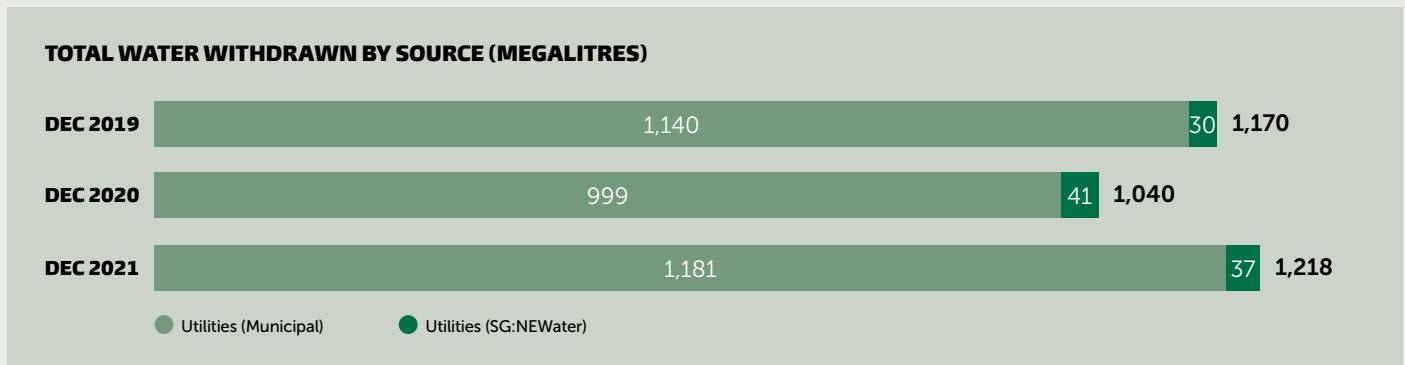 TOTAL WATER WITHDRAWN BY SOURCE (MEGALITRES)
DEC 2019 1,140 30 1,170
DEC 2020 999 41 1,040
DEC 2021 1,181 37 1,218
Utilities (Municipal) Utilities (SG:NEWater)